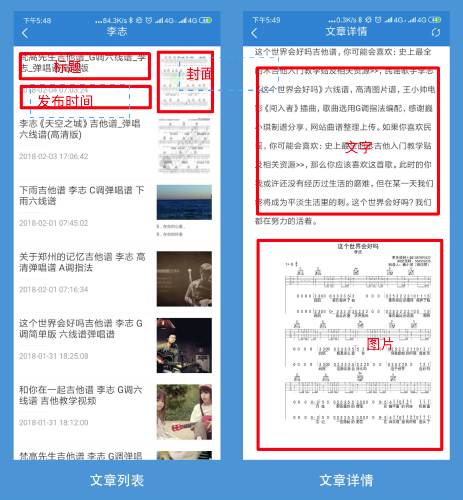 下午5:48
...84.3K/s
4G
4G
李志
梵高先生吉他谱_G调六线谱_李
志_弹唱
标题
版
封面
2018-02-04 07:03:24
发布时间
李志《天空之城》吉他谱_弹唱
六线谱(高清版)
2018-02-03 17:06:42
下雨吉他谱 李志 C调弹唱谱 下
雨六线谱
2018-02-01 07:45:02
关于郑州的记忆吉他谱 李志 高
清弹唱谱 A调指法
2018-02-01 07:16:34
这个世界会好吗吉他谱 李志 G
调简单版 六线谱弹唱谱
2018-01-31 18:25:08
和你在一起吉他谱 李志 G调六
线谱 吉他教学视频
2018-01-31 18:12:00
梵高先生吉他谱 李志 G调弹唱
文章列表
下午5:49
...0.3K/s
4G
4G
文章详情
这个世界会好吗吉他谱, 你可能会喜欢: 史上最全
的木吉他入门教学贴及相关资源>>, 民谣歌手李志
六线谱, 高清图片谱, 王小帅电
影《闯入者》插曲, 歌曲选用G调指法编配, 感谢蔓
小祺制谱分享, 网站曲谱整理上传。如果你喜欢民
谣, 你可能会喜欢: 史上最
他入门教学贴
文字
及相关资源>>, 那么你应该喜欢这首歌。此时的你
我或许还没有经历过生活的磨难, 但在某一天我们
终将成为平淡生活里的刺。这个世界会好吗? 我们
都在努力的活着。
这个世界会好吗
李志
图片
文章详情